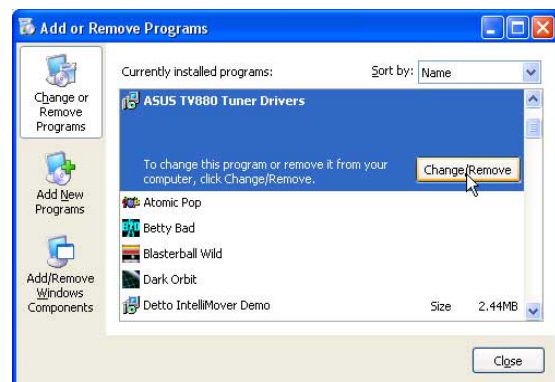 Add or Remove Programs
Change or
Remove
Programs
Add New
Programs
Add/Remove
Windows
Components
Currently installed programs:
Sort by: Name
ASUS TV880 Tuner Drivers
To change this program or remove it from your
computer, click Change/Remove.
Change/Remove
Atomic Pop
Betty Bad
Blasterball Wild
Dark Orbit
Detto IntelliMover Demo Size 2.44MB
Close